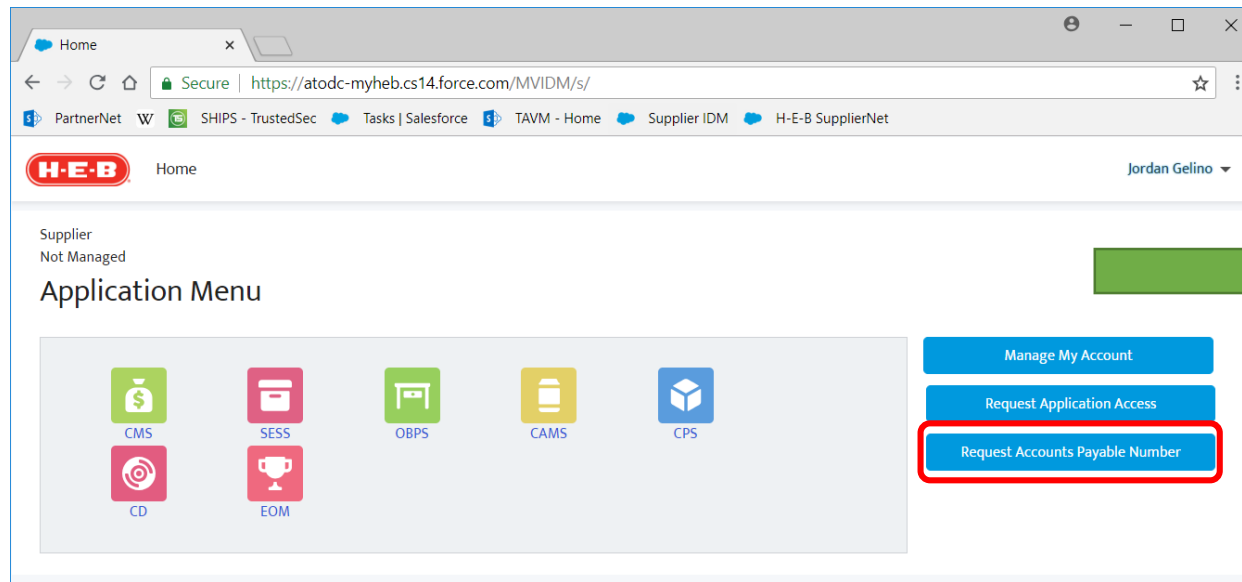 Home
Secure | https://atodc-myheb.cs14.force.com/MVIDM/s/
PartnerNet W SHIPS - TrustedSec Tasks | Salesforce TAVM - Home Supplier IDM H-E-B SupplierNet
H-E-B Home Jordan Gelino
Supplier
Not Managed
Application Menu
Manage My Account
Request Application Access
Request Accounts Payable Number
CMS SESS OBPS CAMS CPS
CD EOM